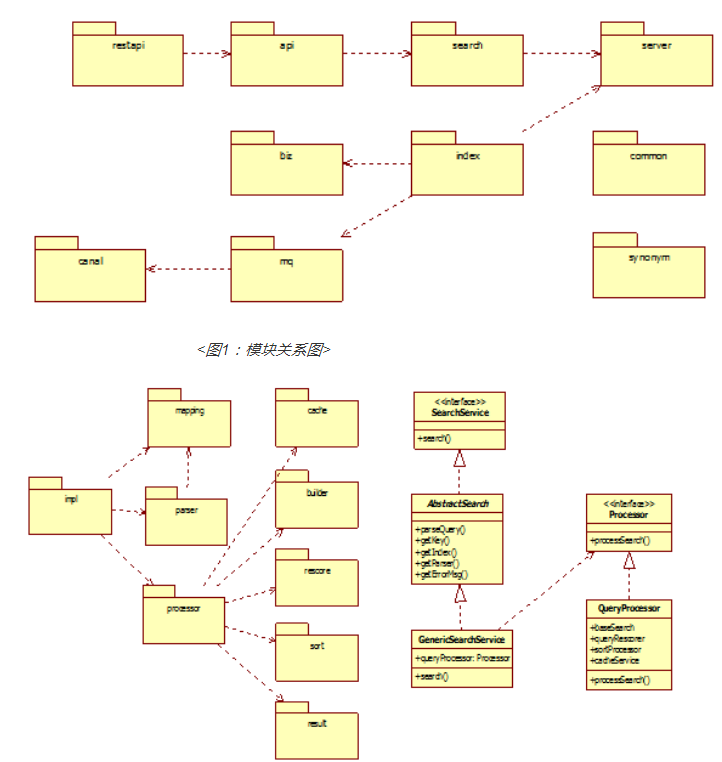 restapi
api
search
server
biz
index
common
canal
mq
synonym
<图1：模块关系图>
mapping
cache
impl
parser
builder
processor
rescore
sort
result
<<interface>>
SearchService
+search()
AbstractSearch
+parseQuery()
+getKey()
+getIndex()
+getParser()
+getErrorMsg()
GenericSearchService
+queryProcessor: Processor
+search()
<<interface>>
Processor
+processSearch()
QueryProcessor
+baseSearch
+queryRescorer
+sortProcessor
+cacheService
+processSearch()